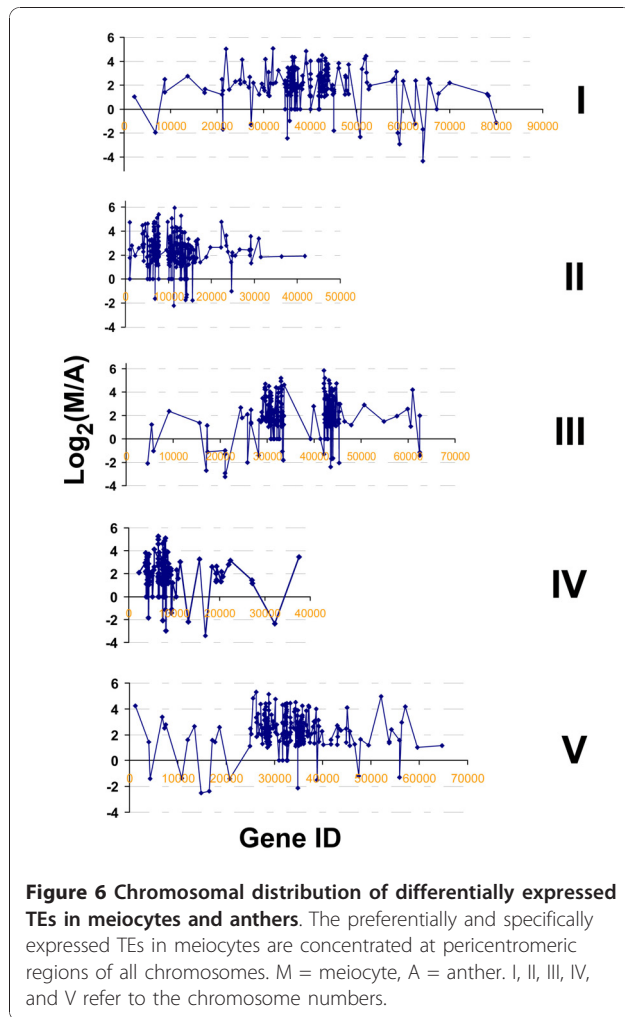 6
4
2
0
-2
-4
0 10000 20000 30000 40000 50000 60000 70000 80000 90000
I
6
4
2
0
-2
-4
0 10000 20000 30000 40000 50000
II
Log2(M/A)
6
4
2
0
-2
-4
0 10000 20000 30000 40000 50000 60000 70000
III
6
4
2
0
-2
-4
0 10000 20000 30000 40000
IV
6
4
2
0
-2
-4
0 10000 20000 30000 40000 50000 60000 70000
V
Gene ID
Figure 6 Chromosomal distribution of differentially expressed
TEs in meiocytes and anthers. The preferentially and specifically
expressed TEs in meiocytes are concentrated at pericentromeric
regions of all chromosomes. M = meiocyte, A = anther. I, II, III, IV,
and V refer to the chromosome numbers.